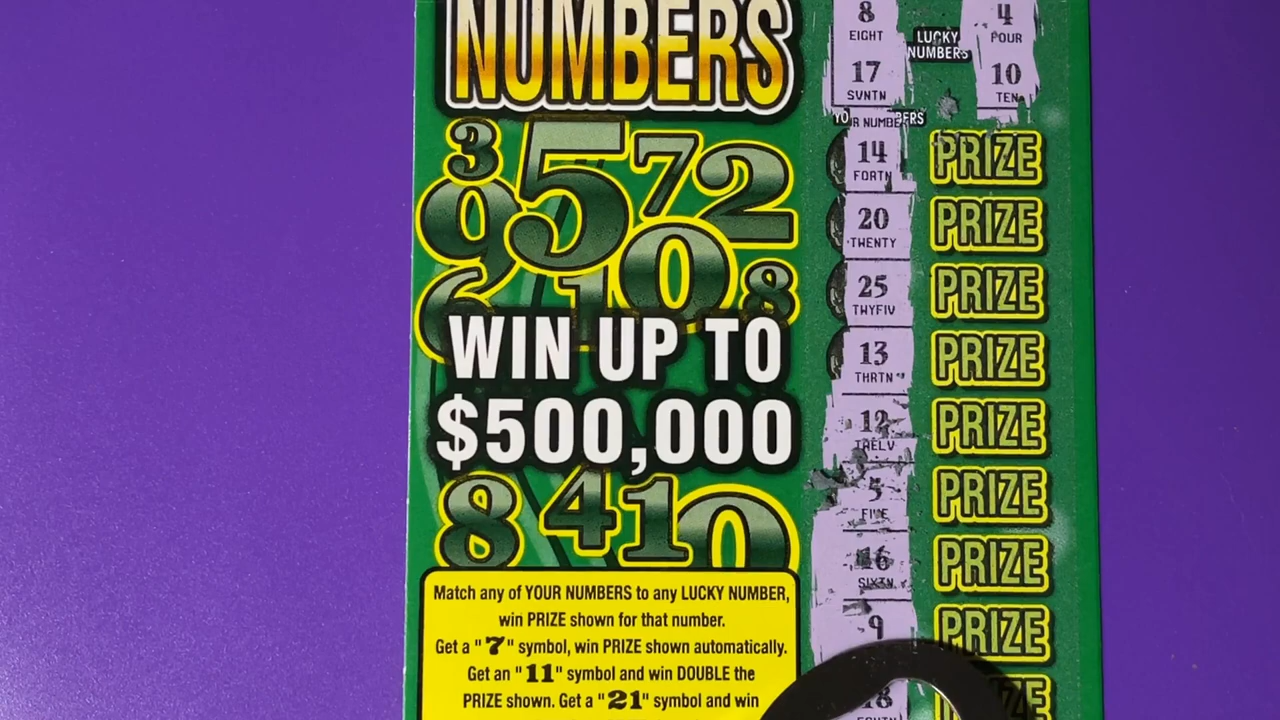 NUMBERS
3 5 7 2
9 0
6 1 8
WIN UP TO
$500,000
8 4 1 0
Match any of YOUR NUMBERS to any LUCKY NUMBER,
win PRIZE shown for that number.
Get a "7" symbol, win PRIZE shown automatically.
Get an "11" symbol and win DOUBLE the
PRIZE shown. Get a "21" symbol and win
8
EIGHT
LUCKY
NUMBERS
4
FOUR
17
SVNTN
10
TEN
14
FORTN
PRIZE
20
TWENTY
PRIZE
25
TWYFIV
PRIZE
13
THRTN
PRIZE
12
TWELV
PRIZE
5
FIVE
PRIZE
16
SIXTN
PRIZE
9
PRIZE